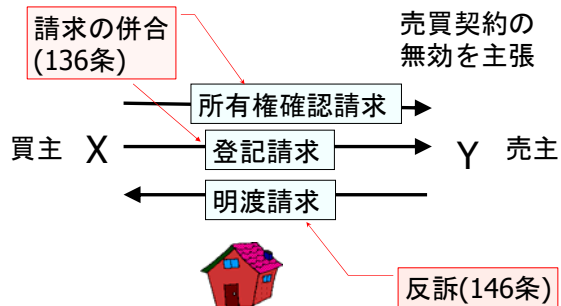 請求の併合
(136条)
売買契約の
無効を主張
所有権確認請求
買主 X
登記請求
Y 売主
明渡請求
反訴(146条)